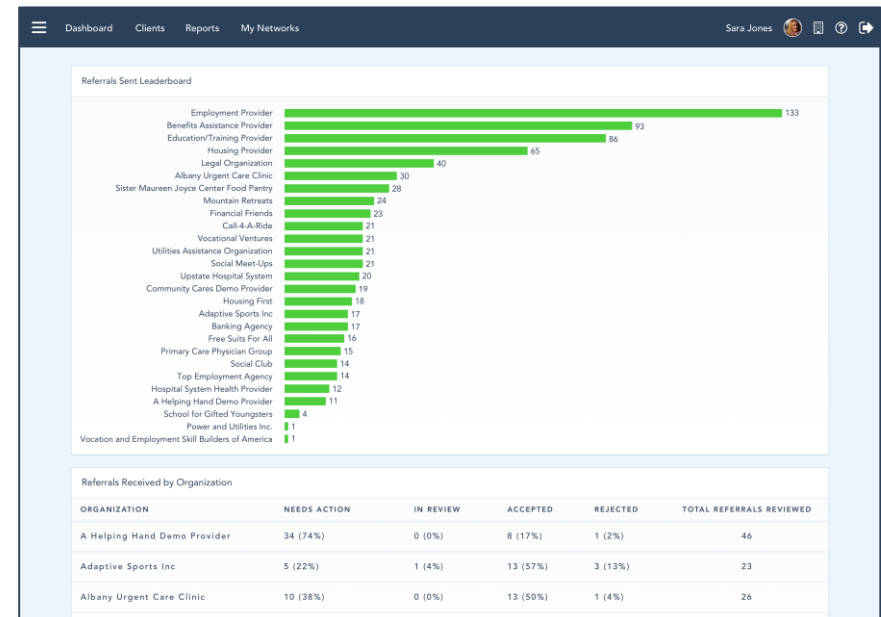 Dashboard Clients Reports My Networks Sara Jones
Referrals Sent Leaderboard
Employment Provider 133
Benefits Assistance Provider 93
Education/Training Provider 86
Housing Provider 65
Legal Organization 40
Albany Urgent Care Clinic 30
Sister Maureen Joyce Center Food Pantry 28
Mountain Retreats 24
Financial Friends 23
Call-4-A-Ride 21
Vocational Ventures 21
Utilities Assistance Organization 21
Social Meet-Ups 21
Upstate Hospital System 20
Community Cares Demo Provider 19
Housing First 18
Adaptive Sports Inc 17
Banking Agency 17
Free Suits For All 16
Primary Care Physician Group 15
Social Club 14
Top Employment Agency 14
Hospital System Health Provider 12
A Helping Hand Demo Provider 11
School for Gifted Youngsters 4
Power and Utilities Inc. 1
Vocation and Employment Skill Builders of America 1
Referrals Received by Organization
ORGANIZATION NEEDS ACTION IN REVIEW ACCEPTED REJECTED TOTAL REFERRALS REVIEWED
A Helping Hand Demo Provider 34 (74%) 0 (0%) 8 (17%) 1 (2%) 46
Adaptive Sports Inc 5 (22%) 1 (4%) 13 (57%) 3 (13%) 23
Albany Urgent Care Clinic 10 (38%) 0 (0%) 13 (50%) 1 (4%) 26